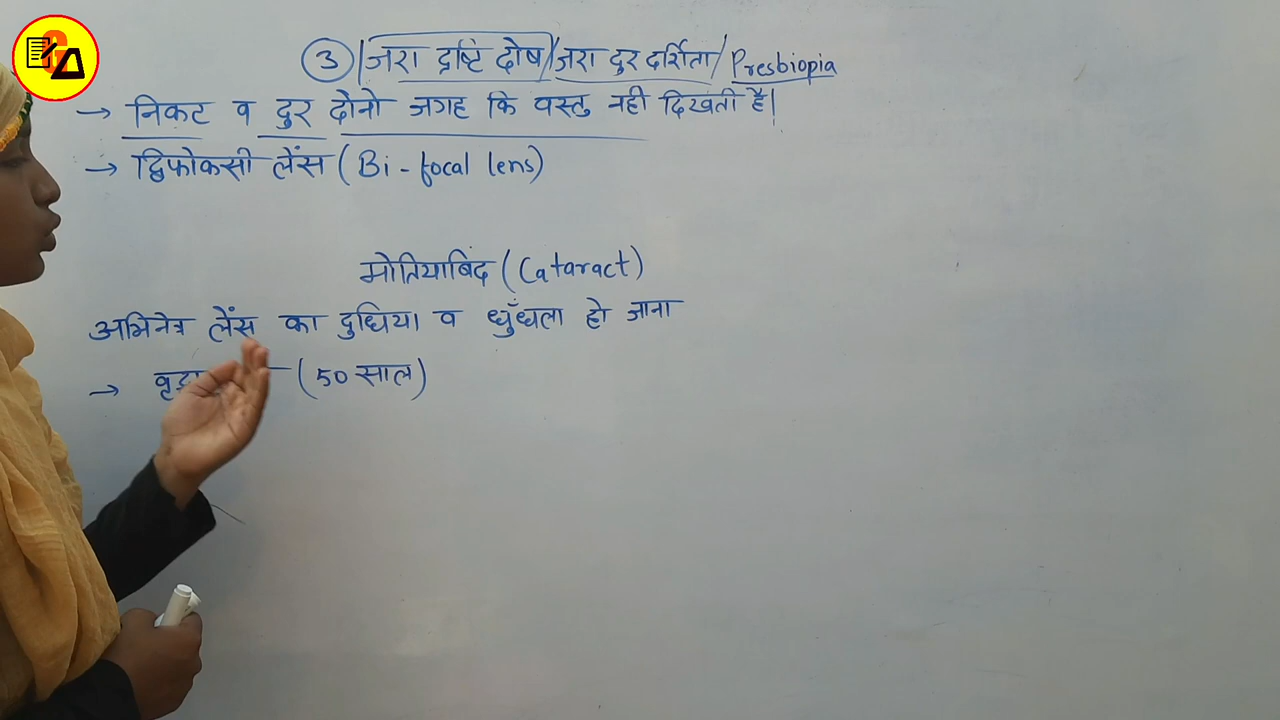 ③ जरा द्रष्टि दोष/जरा दुर दर्शिता/Presbiopia
→ निकट व दुर दोनो जगह कि वस्तु नही दिखती है|
→ द्विफोकसी लेंस (Bi-focal lens)
मोतियाबिंद (Cataract)
अभिनेत्र लेंस का दुधिया व धुँधला हो जाना
→ (50 साल)